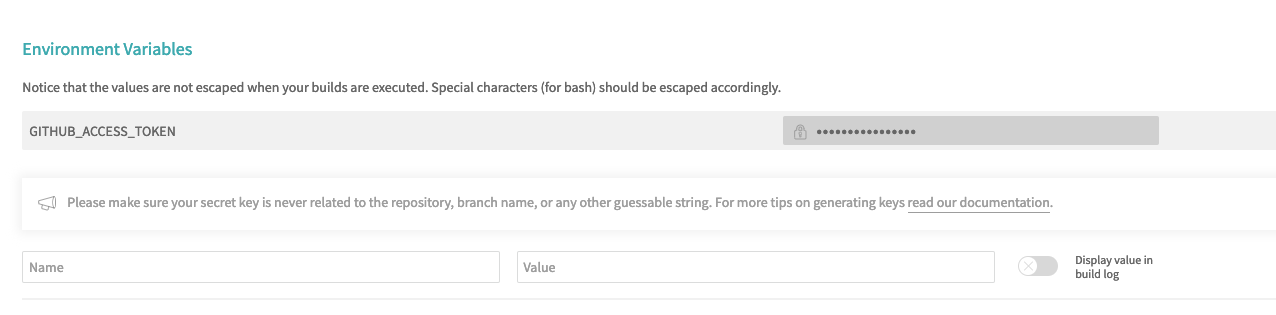 Environment Variables
Notice that the values are not escaped when your builds are executed. Special characters (for bash) should be escaped accordingly.
GITHUB_ACCESS_TOKEN ••••••••••••••••
Please make sure your secret key is never related to the repository, branch name, or any other guessable string. For more tips on generating keys read our documentation.
Name Value Display value in
build log